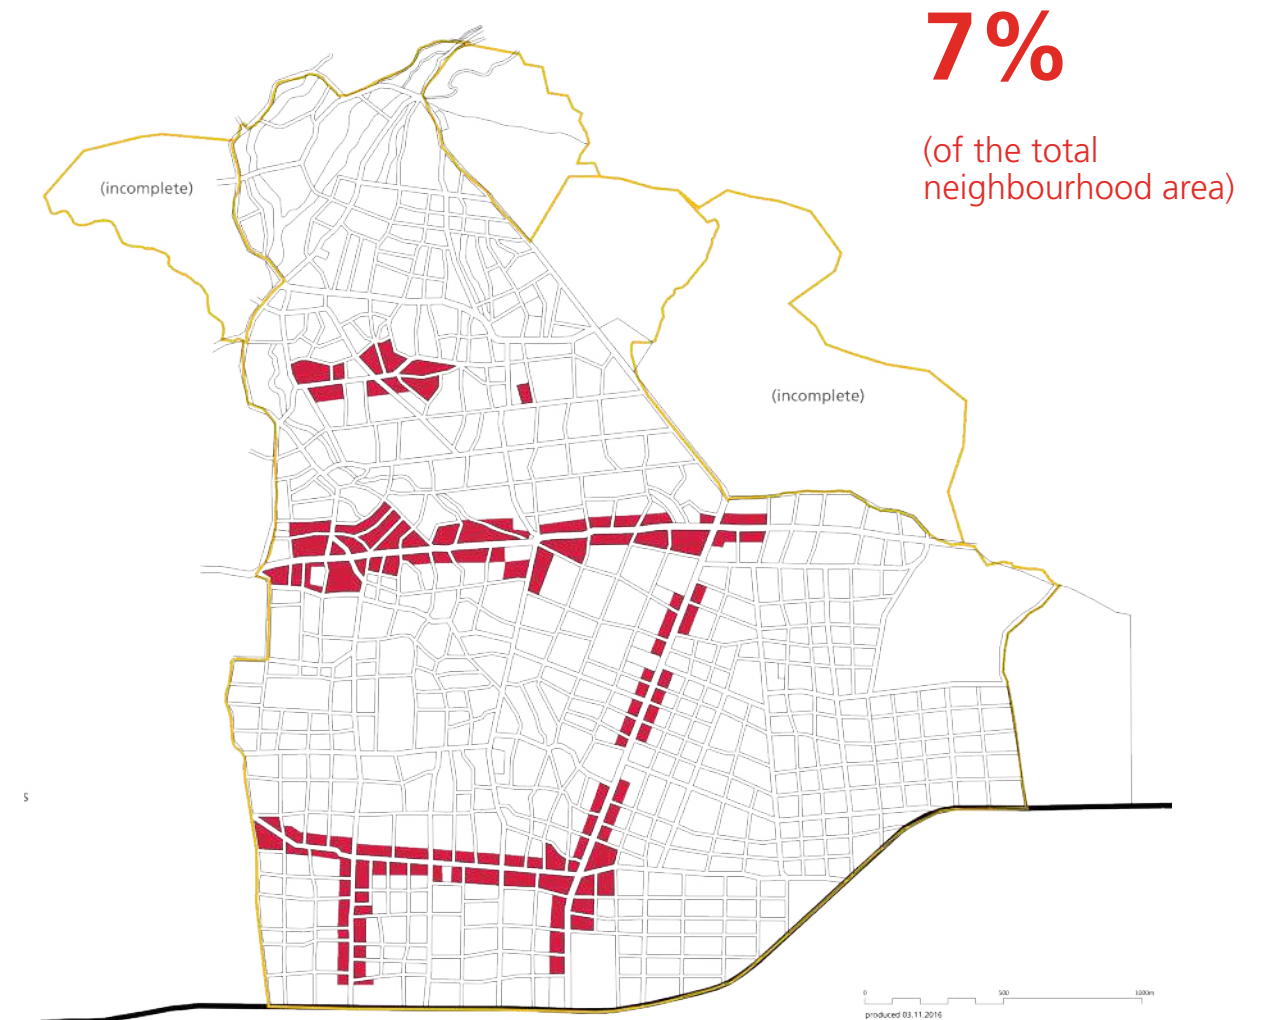 7%
(of the total
neighbourhood area)
(incomplete)
(incomplete)
s
0 500 1000m
produced 03.11.2016